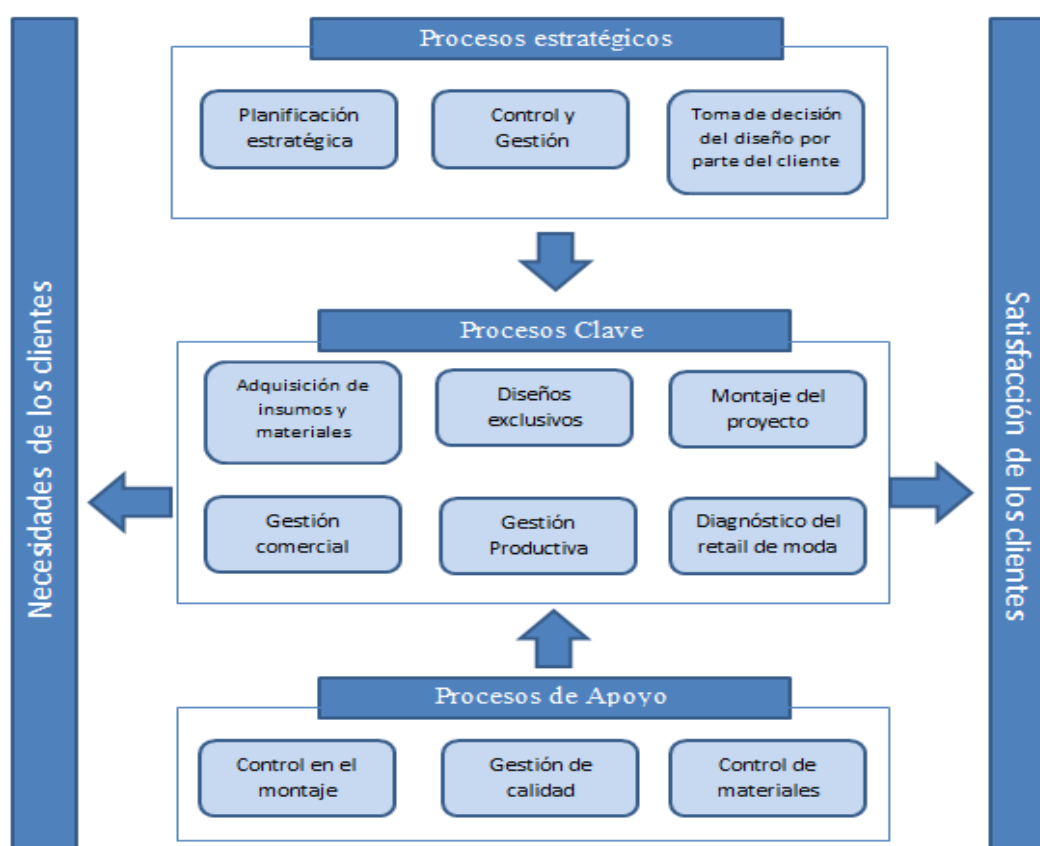 Necesidades de los clientes
Procesos estratégicos
Planificación
estratégica
Control y
Gestión
Toma de decisión
del diseño por
parte del cliente
Procesos Clave
Adquisición de
insumos y
materiales
Diseños
exclusivos
Montaje del
proyecto
Gestión
comercial
Gestión
Productiva
Diagnóstico del
retail de moda
Procesos de Apoyo
Control en el
montaje
Gestión de
calidad
Control de
materiales
Satisfacción de los clientes